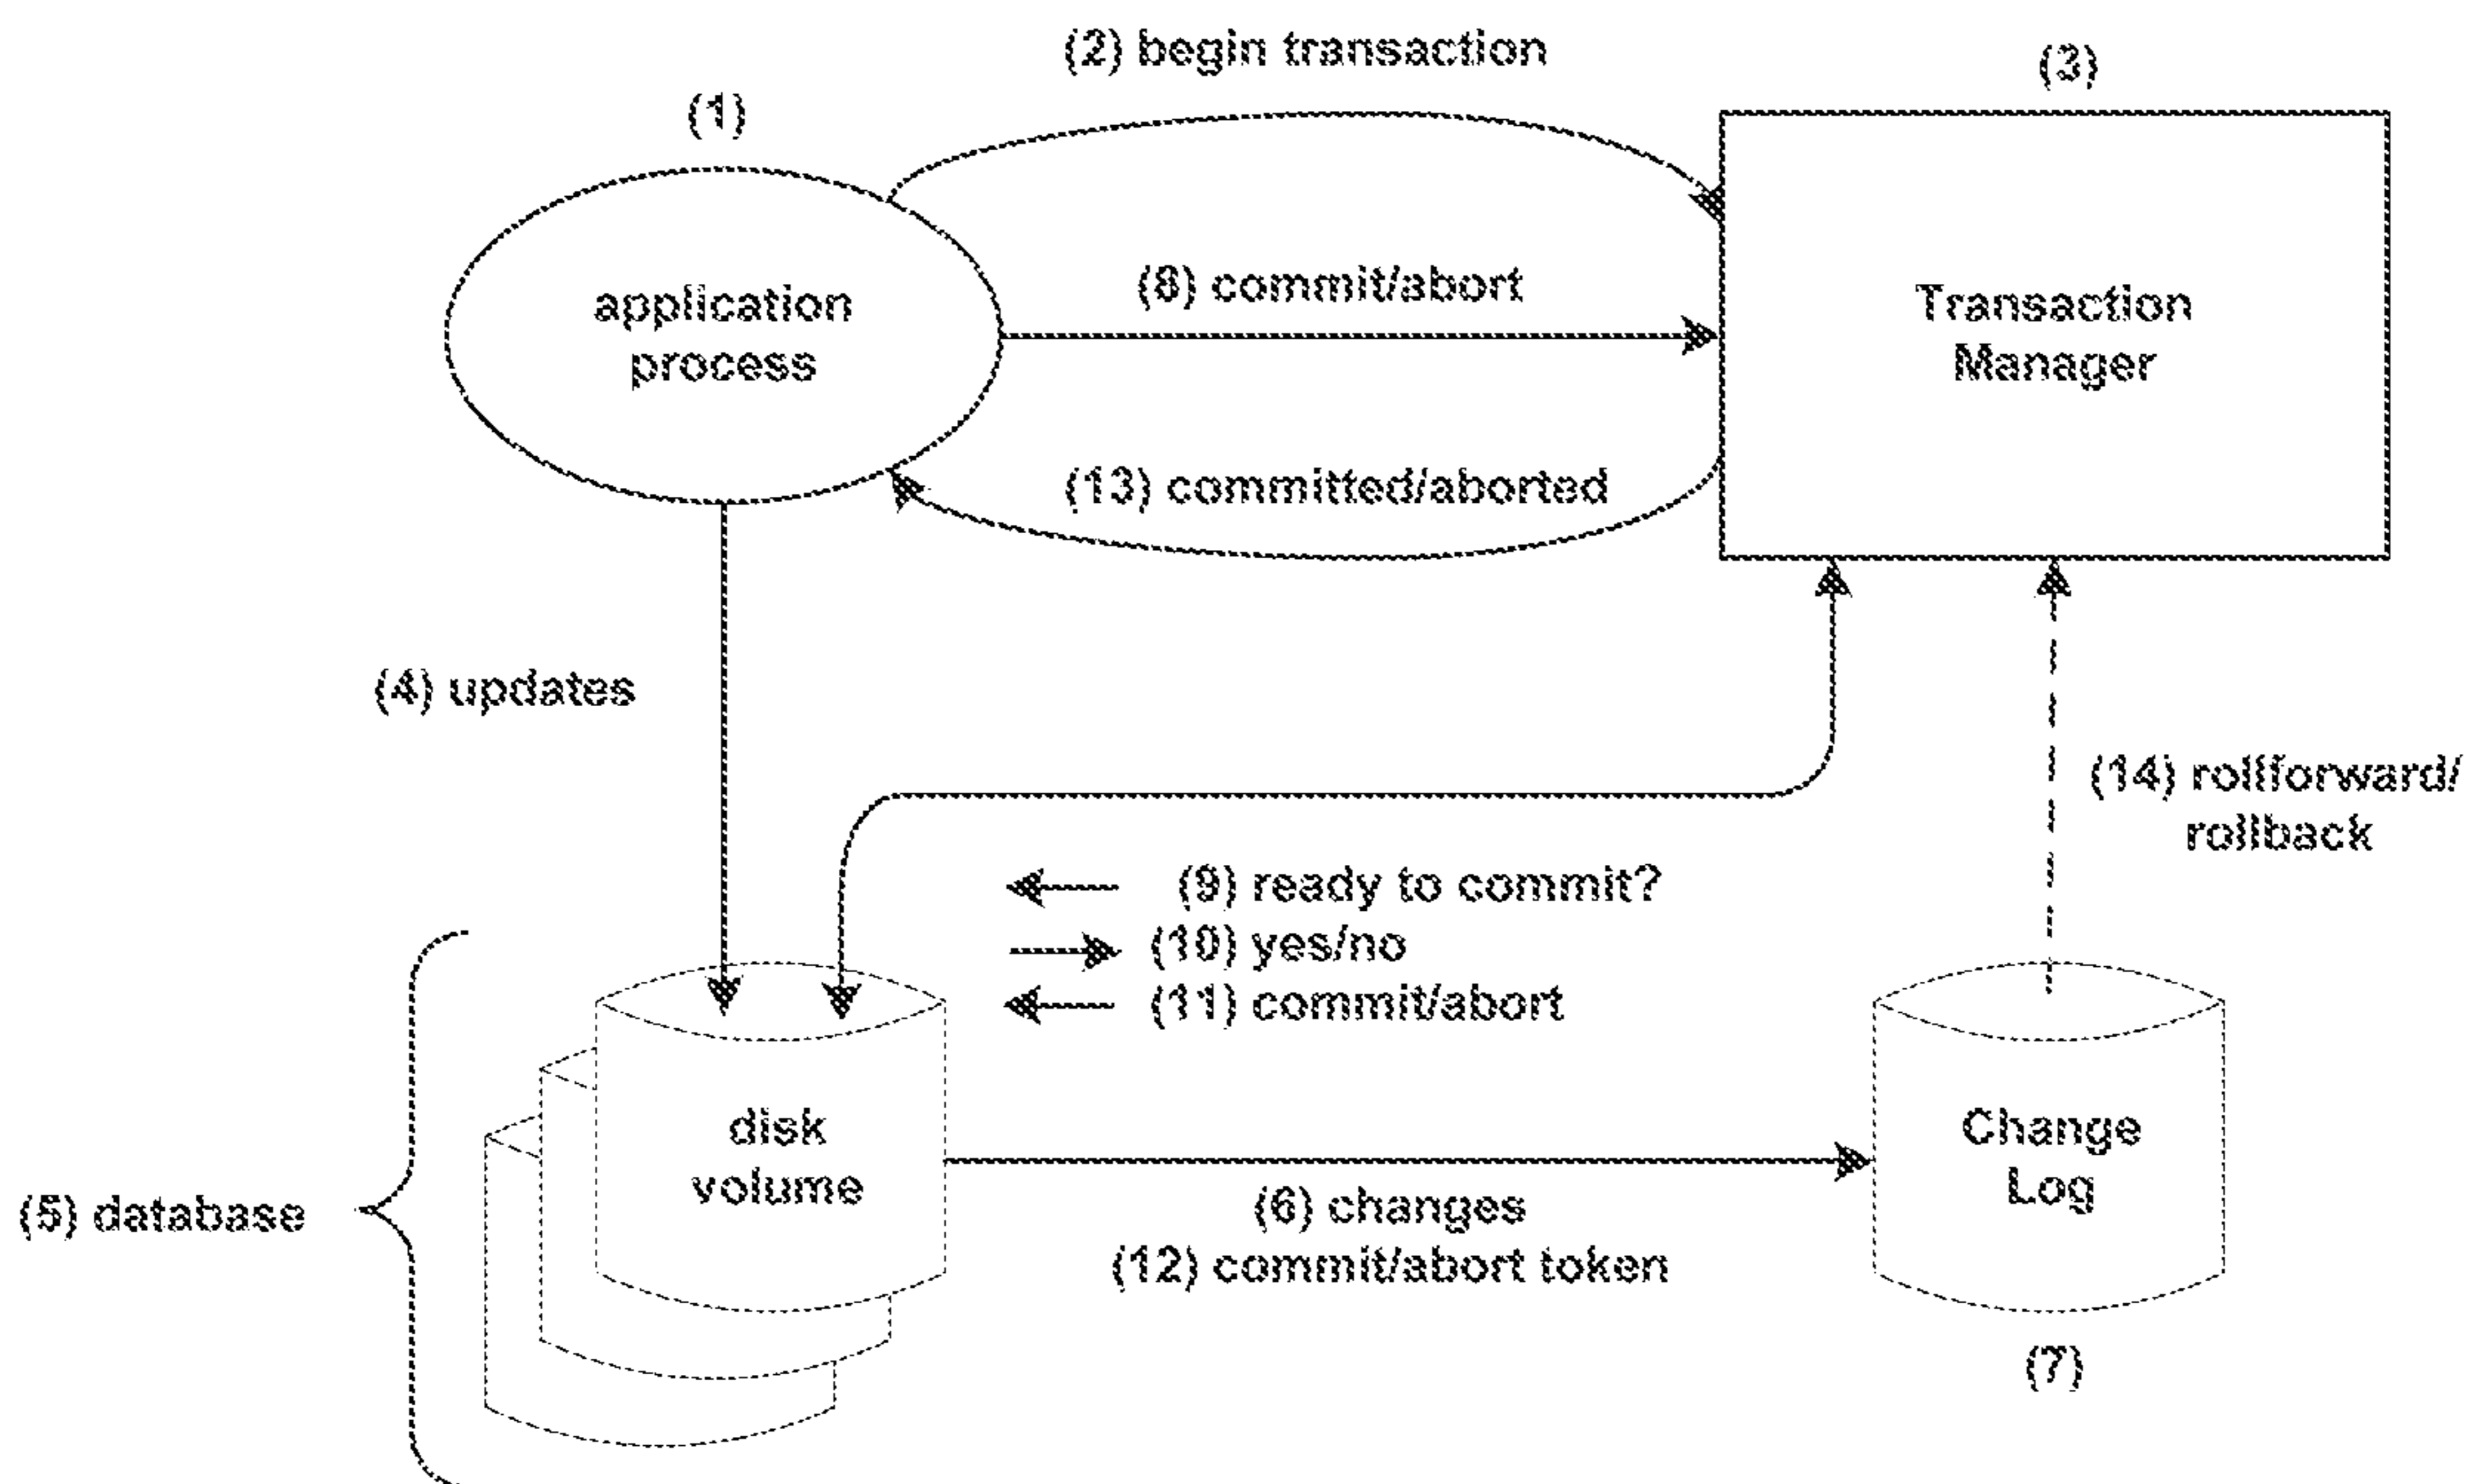 (2) begin transaction
(3)
(1)
application
process
(8) commit/abort
Transaction
Manager
(13) committed/aborted
(4) updates
(14) rollforward/
rollback
(9) ready to commit?
(10) yes/no
(11) commit/abort
disk
volume
Change
Log
(5) database
(6) changes
(12) commit/abort token
(7)